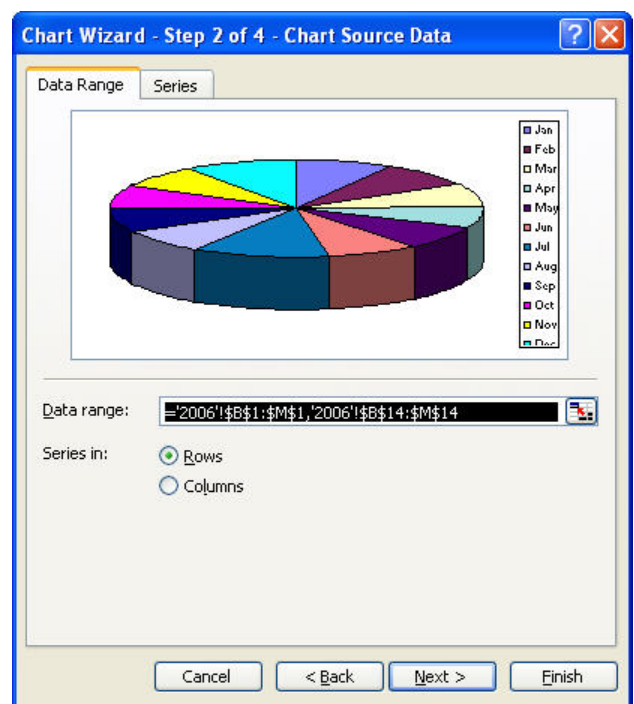 Chart Wizard - Step 2 of 4 - Chart Source Data
Data Range Series
Jan
Feb
Mar
Apr
May
Jun
Jul
Aug
Sep
Oct
Nov
Dec
Data range: ='2006'!$B$1:$M$1,'2006'!$B$14:$M$14
Series in: Rows
Columns
Cancel < Back Next > Finish